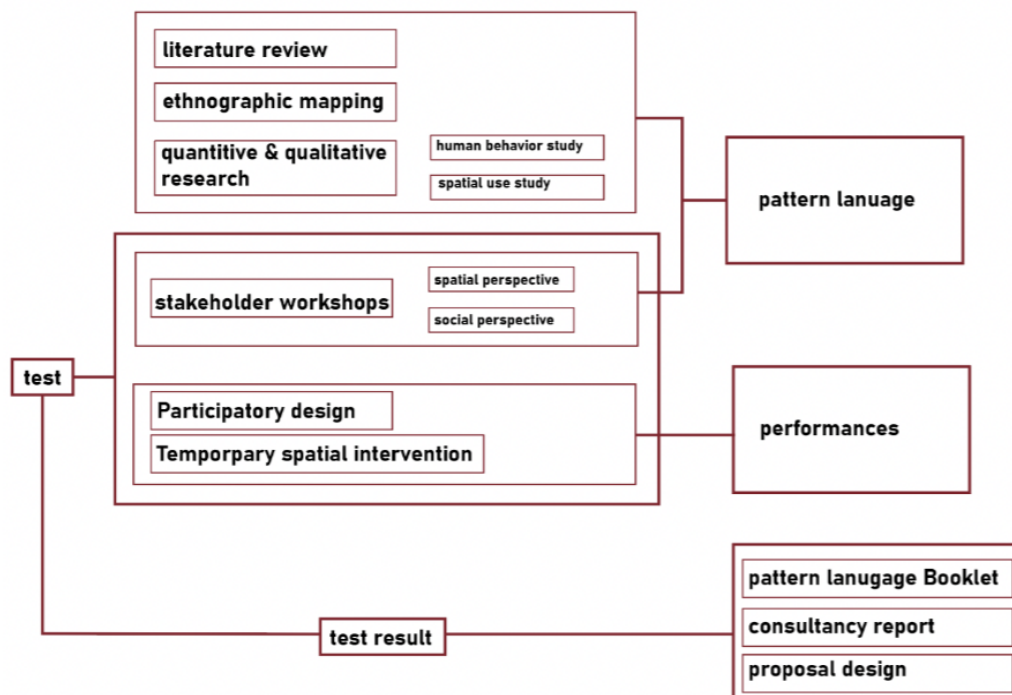 literature review
ethnographic mapping
quantitive & qualitative
research
human behavior study
spatial use study
pattern lanuage
stakeholder workshops
spatial perspective
social perspective
test
Participatory design
Temporpary spatial intervention
performances
test result
pattern lanugage Booklet
consultancy report
proposal design